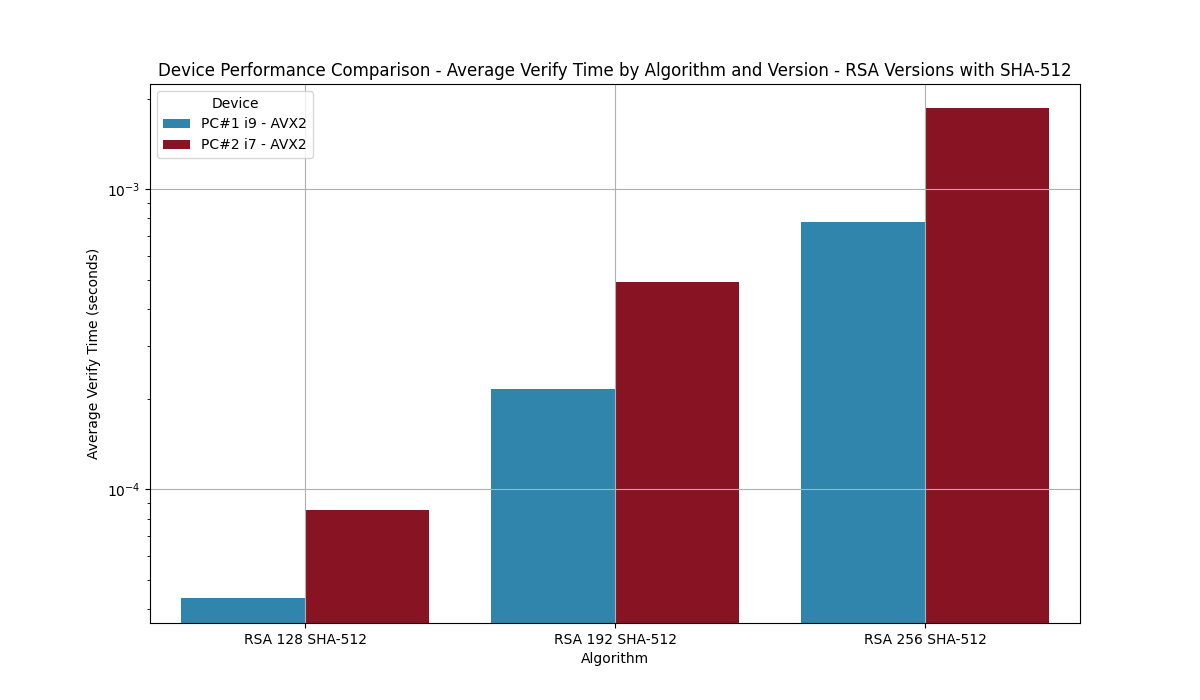 Device Performance Comparison - Average Verify Time by Algorithm and Version - RSA Versions with SHA-512
Device
PC#1 i9 - AVX2
PC#2 i7 - AVX2
10⁻³
10⁻⁴
Average Verify Time (seconds)
RSA 128 SHA-512
RSA 192 SHA-512
RSA 256 SHA-512
Algorithm